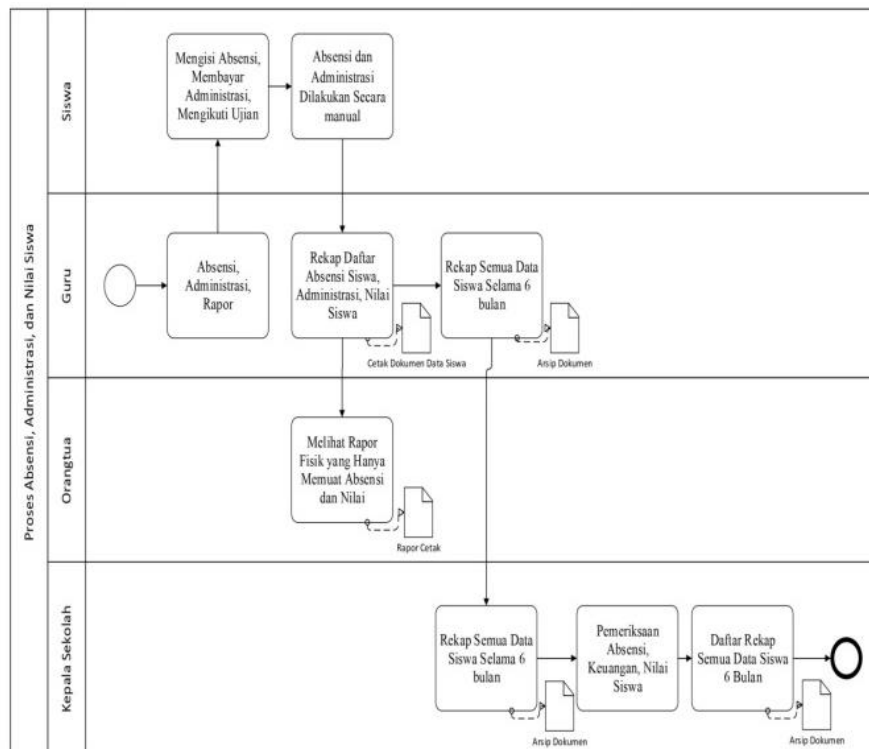 Proses Absensi, Administrasi, dan Nilai Siswa
Siswa
Mengisi Absensi,
Membayar
Administrasi,
Mengikuti Ujian
Absensi dan
Administrasi
Dilakukan Secara
manual
Guru
Absensi,
Administrasi,
Rapor
Rekap Daftar
Absensi Siswa,
Administrasi, Nilai
Siswa
Cetak Dokumen Data Siswa
Rekap Semua Data
Siswa Selama 6
bulan
Arsip Dokumen
Orangtua
Melihat Rapor
Fisik yang Hanya
Memuat Absensi
dan Nilai
Rapor Cetak
Kepala Sekolah
Rekap Semua Data
Siswa Selama 6
bulan
Arsip Dokumen
Pemeriksaan
Absensi,
Keuangan, Nilai
Siswa
Daftar Rekap
Semua Data Siswa
6 Bulan
Arsip Dokumen